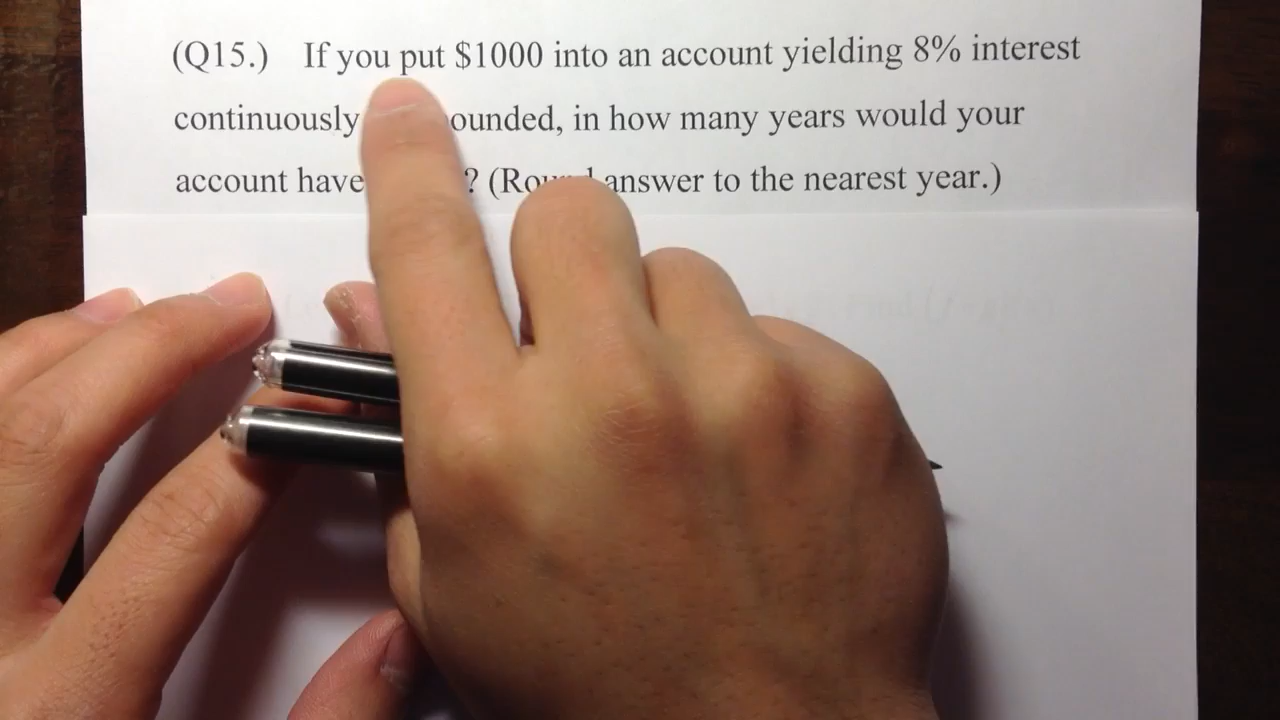 (Q15.) If you put $1000 into an account yielding 8% interest
continuously ounded, in how many years would your
account have ? (Round answer to the nearest year.)